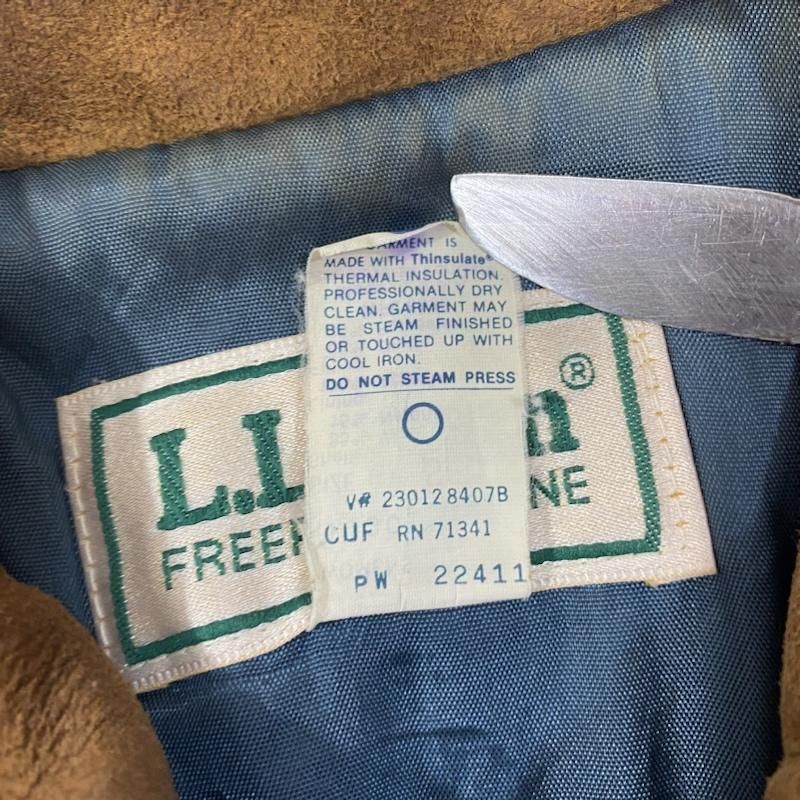 GARMENT IS
MADE WITH Thinsulate®
THERMAL INSULATION.
PROFESSIONALLY DRY
CLEAN. GARMENT MAY
BE STEAM FINISHED
OR TOUCHED UP WITH
COOL IRON.
DO NOT STEAM PRESS
V# 230128407B
CUF RN 71341
PW 22411
L.L n®
FREE NE